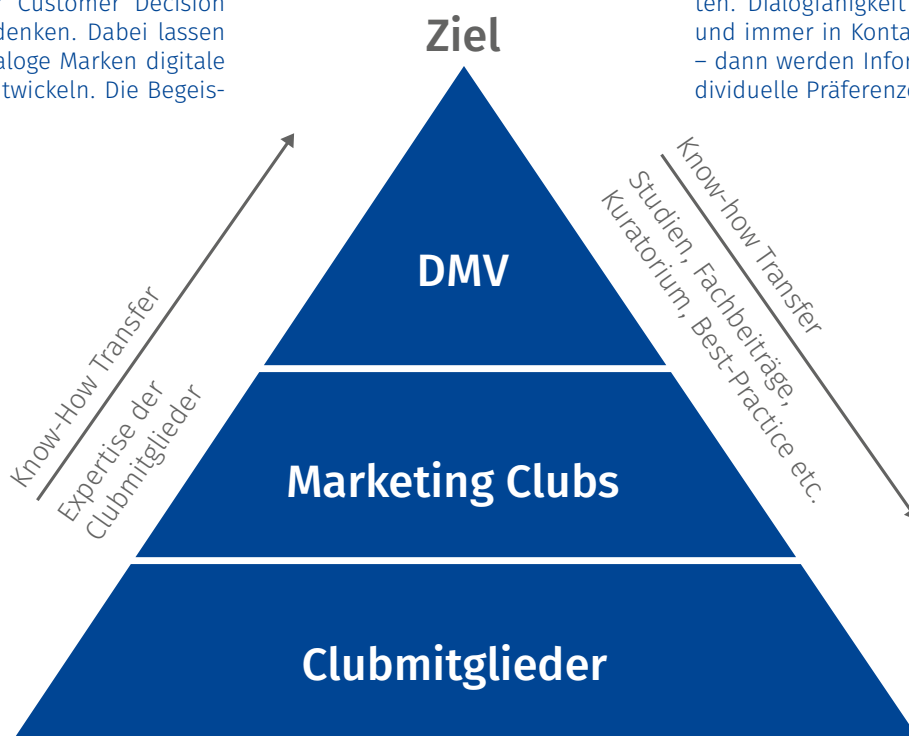 Customer Decision
denken. Dabei lassen
aloge Marken digitale
twickeln. Die Begeis-
Ziel
ten. Dialogfähigkeit
und immer in Konta
– dann werden Infor
dividuelle Präferenz
DMV
Marketing Clubs
Clubmitglieder
Know-How Transfer
Expertise der
Clubmitglieder
Know-how Transfer
Studien, Fachbeiträge,
Kuratorium, Best-Practice etc.